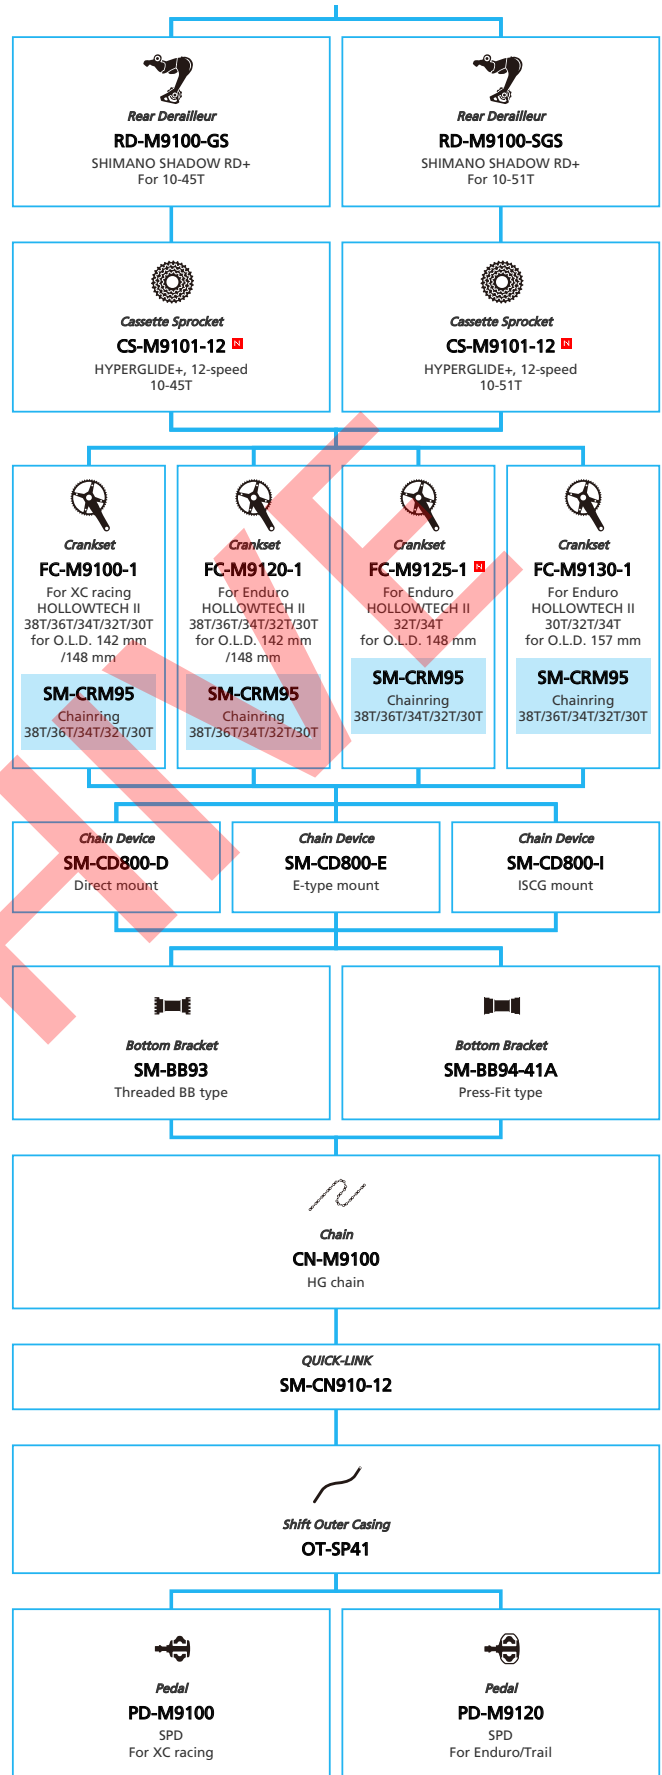 Rear Derailleur
RD-M9100-GS
SHIMANO SHADOW RD+
For 10-45T
Rear Derailleur
RD-M9100-SGS
SHIMANO SHADOW RD+
For 10-51T
Cassette Sprocket
CS-M9101-12 N
HYPERGLIDE+, 12-speed
10-45T
Cassette Sprocket
CS-M9101-12 N
HYPERGLIDE+, 12-speed
10-51T
Crankset
FC-M9100-1
For XC racing
HOLLOWTECH II
38T/36T/34T/32T/30T
for O.L.D. 142 mm
/148 mm
SM-CRM95
Chainring
38T/36T/34T/32T/30T
Crankset
FC-M9120-1
For Enduro
HOLLOWTECH II
38T/36T/34T/32T/30T
for O.L.D. 142 mm
/148 mm
SM-CRM95
Chainring
38T/36T/34T/32T/30T
Crankset
FC-M9125-1 N
For Enduro
HOLLOWTECH II
32T/34T
for O.L.D. 148 mm
SM-CRM95
Chainring
38T/36T/34T/32T/30T
Crankset
FC-M9130-1
For Enduro
HOLLOWTECH II
30T/32T/34T
for O.L.D. 157 mm
SM-CRM95
Chainring
38T/36T/34T/32T/30T
Chain Device
SM-CD800-D
Direct mount
Chain Device
SM-CD800-E
E-type mount
Chain Device
SM-CD800-I
ISCG mount
Bottom Bracket
SM-BB93
Threaded BB type
Bottom Bracket
SM-BB94-41A
Press-Fit type
Chain
CN-M9100
HG chain
QUICK-LINK
SM-CN910-12
Shift Outer Casing
OT-SP41
Pedal
PD-M9100
SPD
For XC racing
Pedal
PD-M9120
SPD
For Enduro/Trail
HIVE